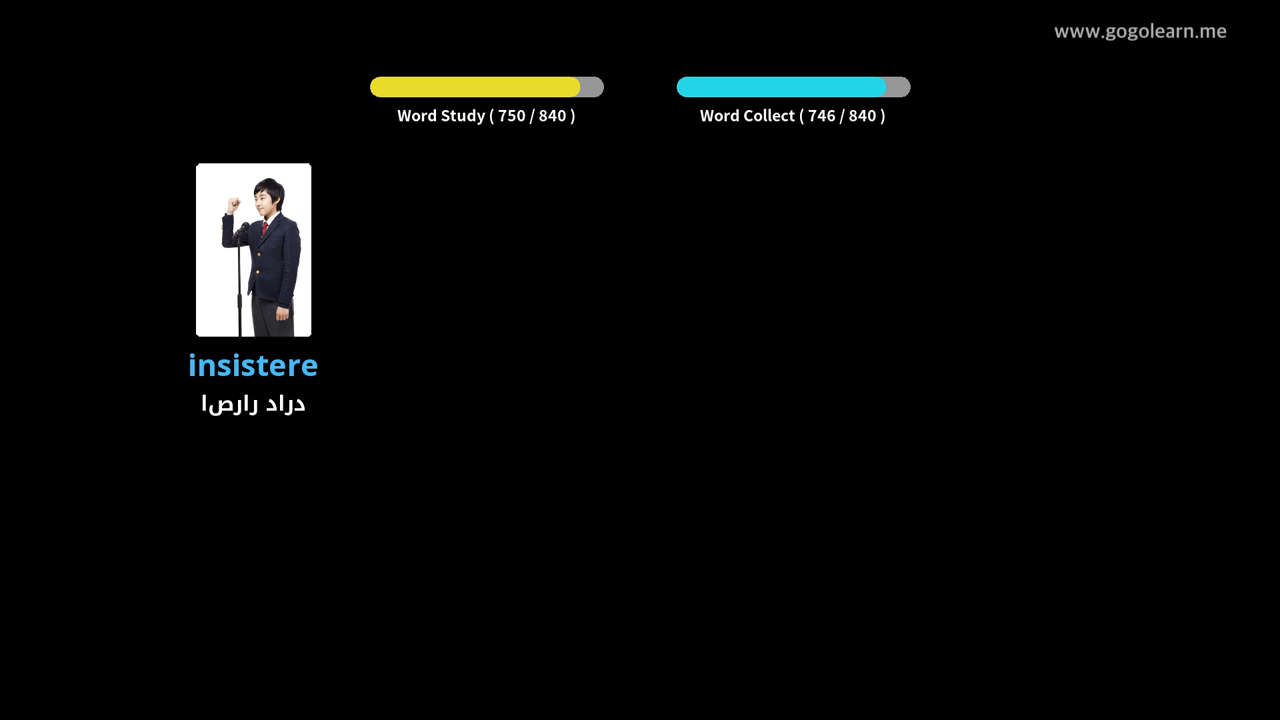 www.gogolearn.me
Word Study ( 750 / 840 )
Word Collect ( 746 / 840 )
insistere
دراد رارصا